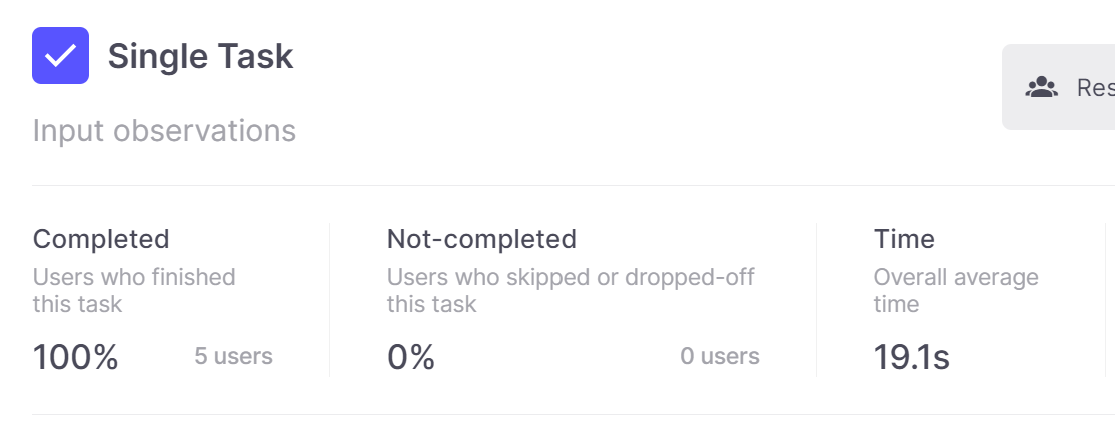 Single Task
Res
Input observations
Completed
Users who finished
this task
100%
5 users
Not-completed
Users who skipped or dropped-off
this task
0%
0 users
Time
Overall average
time
19.1s